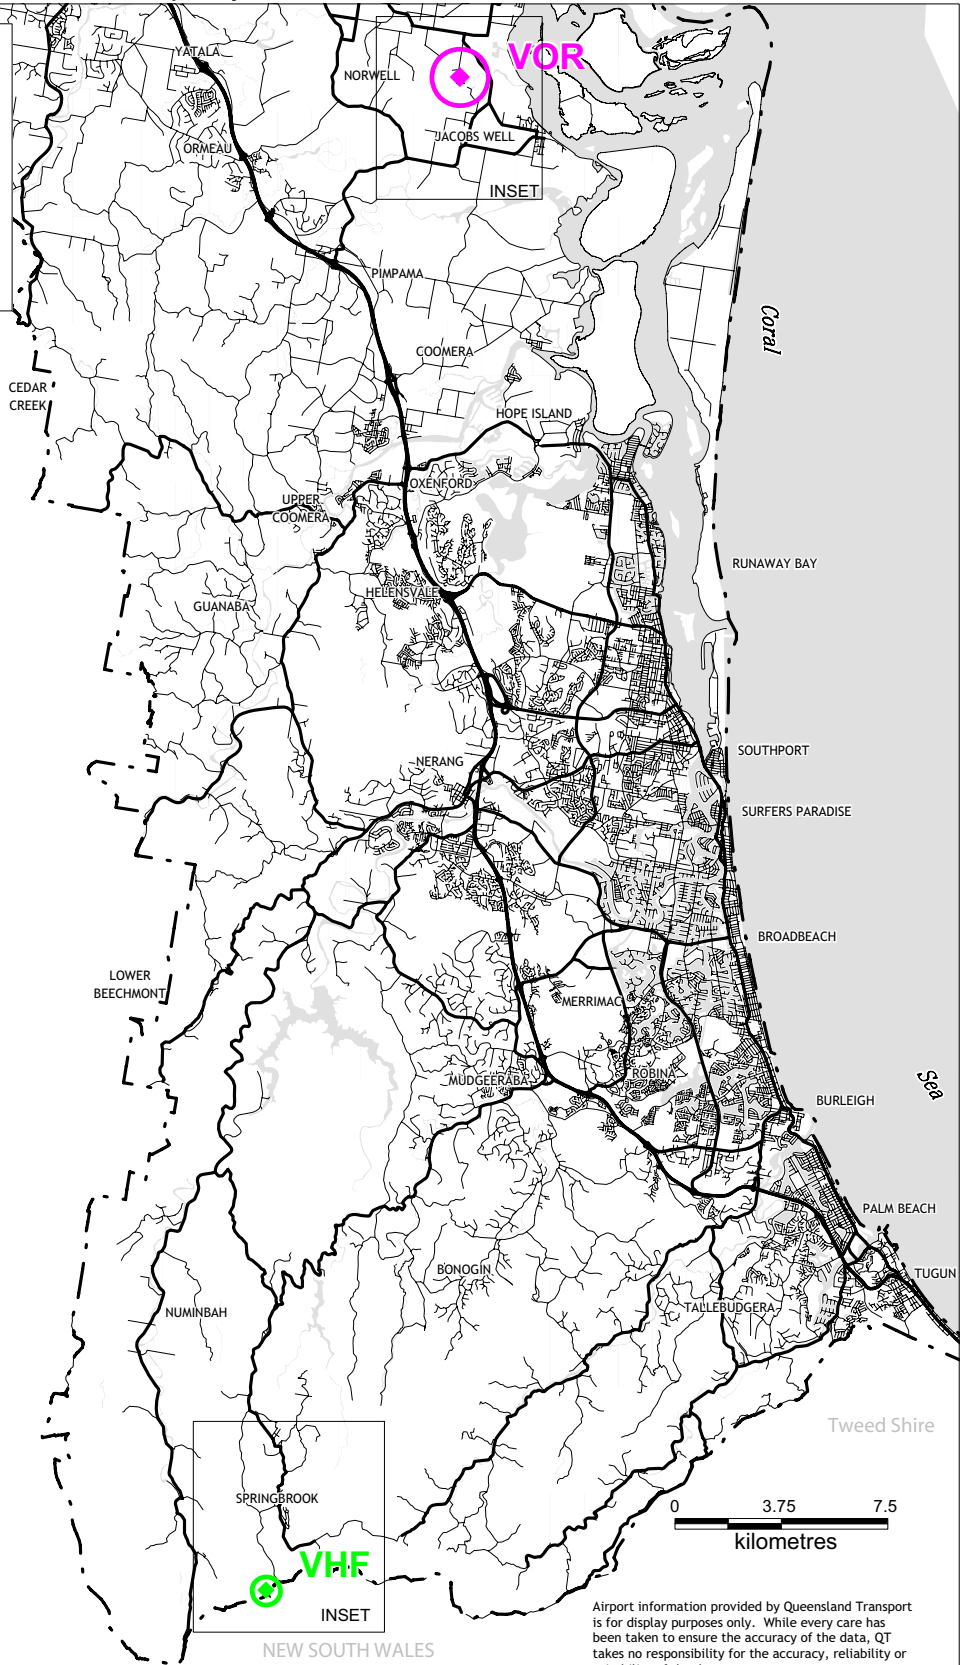 VOR
YATALA
NORWELL
JACOBS WELL
ORMEAU
INSET
PIMPAMA
Coral
COOMERA
CEDAR
CREEK
HOPE ISLAND
OXENFORD
UPPER
COOMERA
RUNAWAY BAY
HELENSVALE
GUANABA
SOUTHPORT
NERANG
SURFERS PARADISE
BROADBEACH
LOWER
BEECHMONT
MERRIMAC
ROBINA
MUDGEERABA
Sea
BURLEIGH
PALM BEACH
BONOGIN
TUGUN
NUMINBAH
TALLEBUDGERA
Tweed Shire
SPRINGBROOK
0 3.75 7.5
kilometres
VHF
INSET
NEW SOUTH WALES
Airport information provided by Queensland Transport
is for display purposes only. While every care has
been taken to ensure the accuracy of the data, QT
takes no responsibility for the accuracy, reliability or